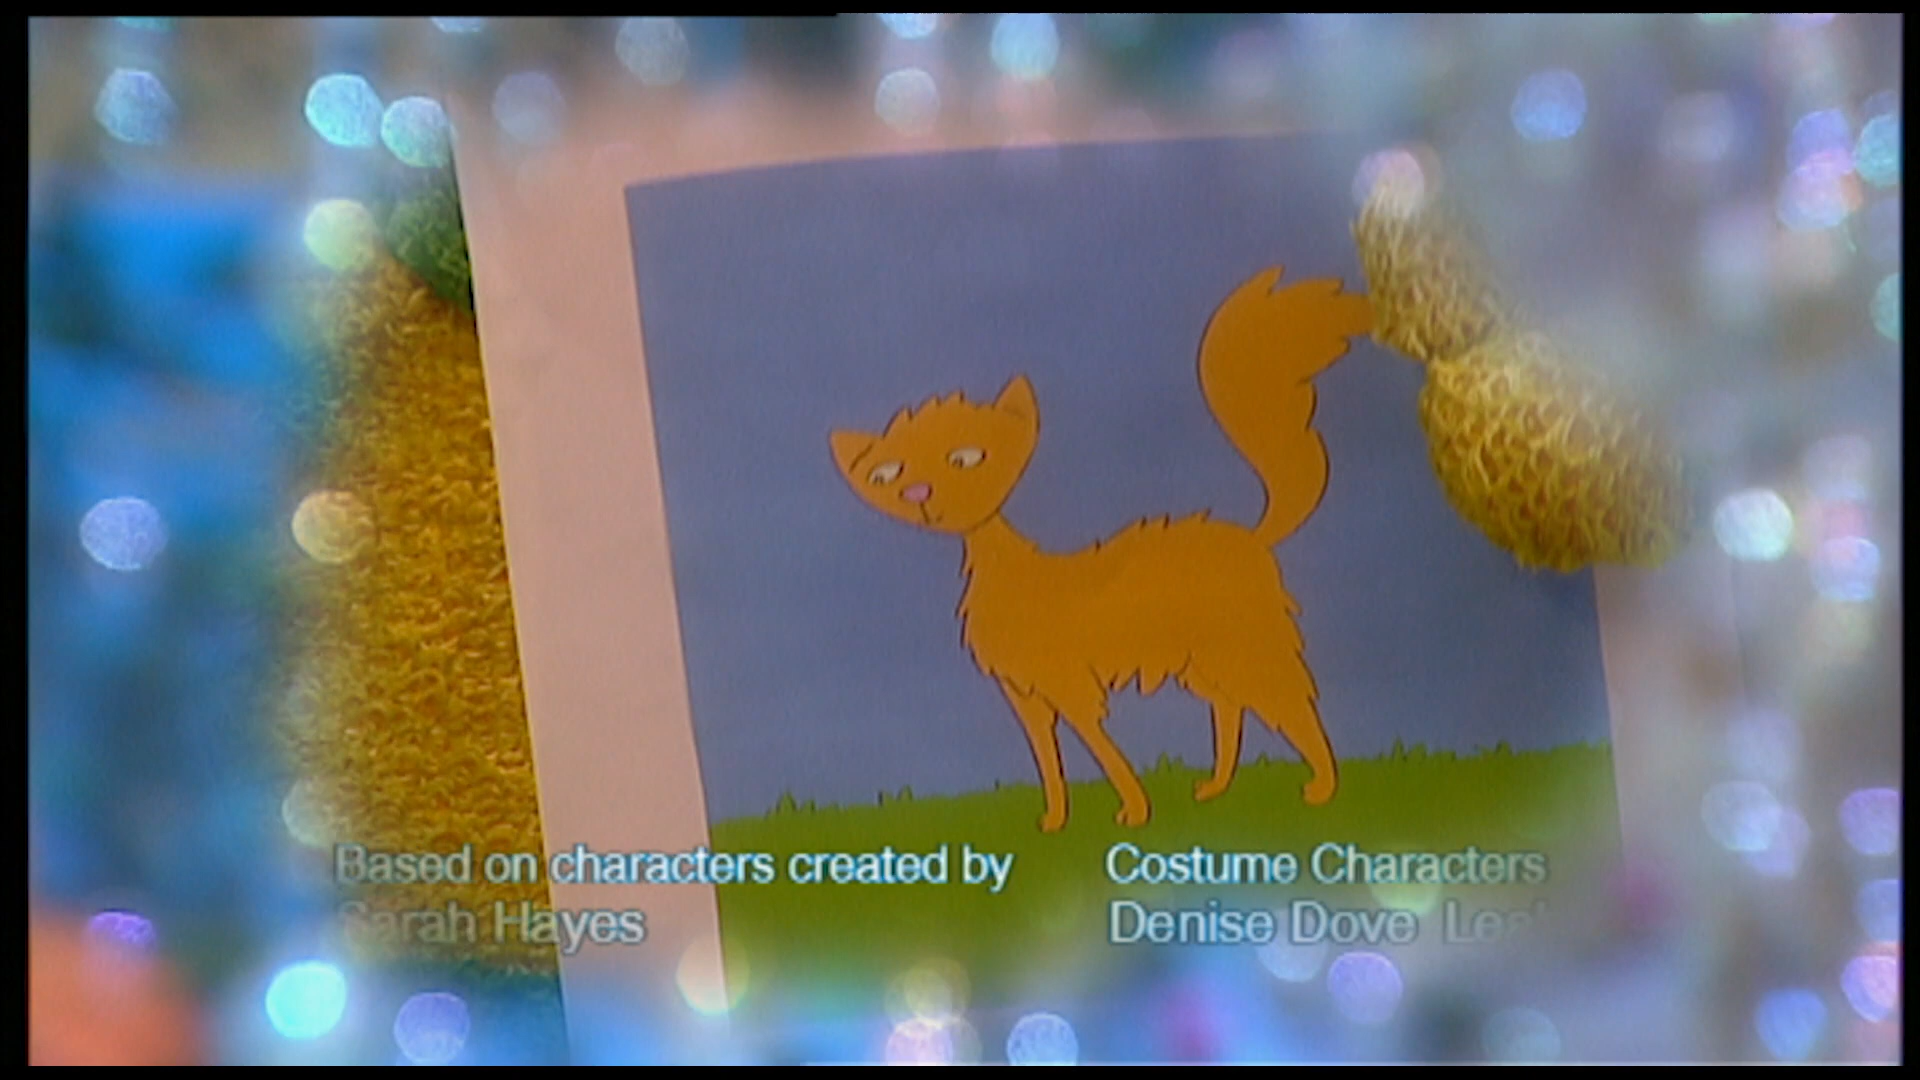 Based on characters created by
Sarah Hayes
Costume Characters
Denise Dove